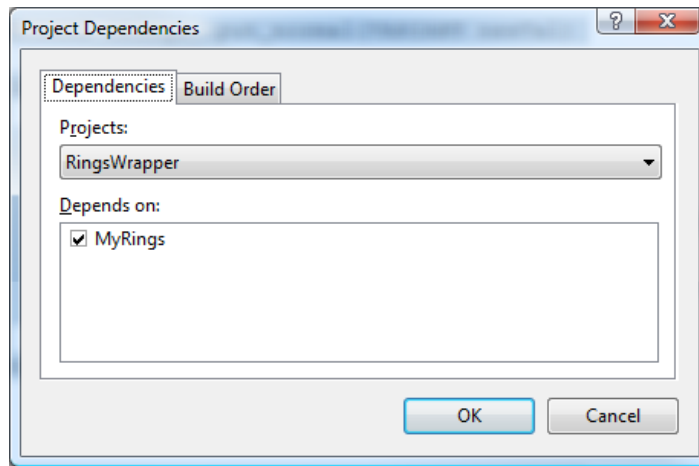 Project Dependencies
Dependencies
Build Order
Projects:
RingsWrapper
Depends on:
MyRings
OK
Cancel